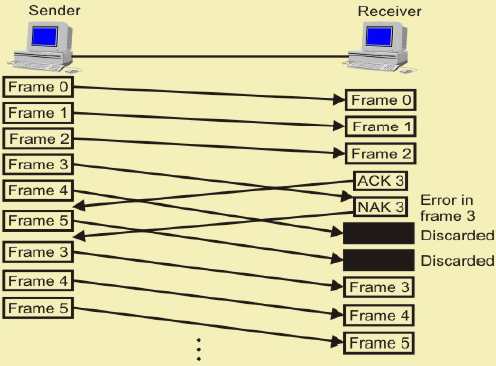 Sender
Receiver
Frame 0
Frame 0
Frame 1
Frame 1
Frame 2
Frame 2
Frame 3
ACK 3
Frame 4
NAK 3
Error in
frame 3
Frame 5
Discarded
Frame 3
Discarded
Frame 4
Frame 3
Frame 5
Frame 4
Frame 5